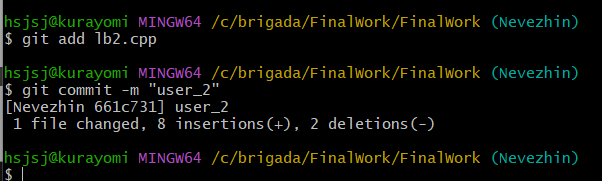 hsjsj@kurayomi MINGW64 /c/brigada/FinalWork/FinalWork (Nevezhin)
$ git add lb2.cpp
hsjsj@kurayomi MINGW64 /c/brigada/FinalWork/FinalWork (Nevezhin)
$ git commit -m "user_2"
[Nevezhin 661c731] user_2
 1 file changed, 8 insertions(+), 2 deletions(-)
hsjsj@kurayomi MINGW64 /c/brigada/FinalWork/FinalWork (Nevezhin)
$